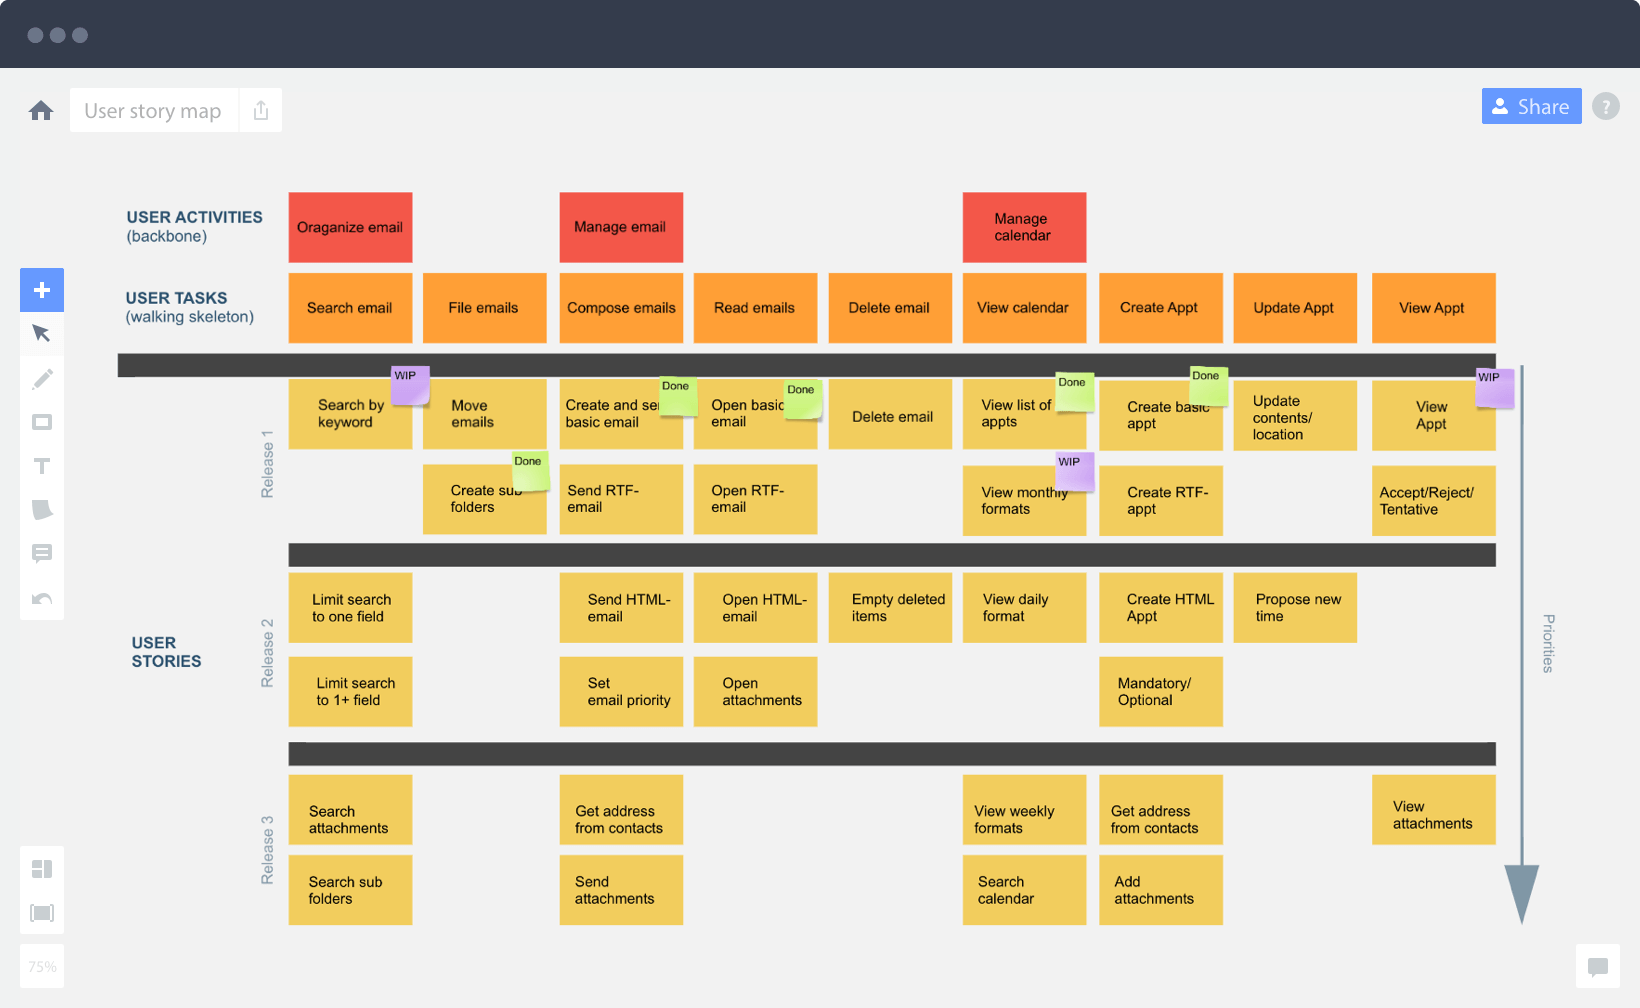 User story map
Share
?
USER ACTIVITIES
(backbone)
Oraganize email
Manage email
Manage
calendar
USER TASKS
(walking skeleton)
Search email
File emails
Compose emails
Read emails
Delete email
View calendar
Create Appt
Update Appt
View Appt
Release 1
Search by
keyword
WIP
Move
emails
Create and se
basic email
Done
Open basic
email
Done
Delete email
View list of
appts
Done
Create basic
appt
Done
Update
contents/
location
View
Appt
WIP
Create sub
folders
Done
Send RTF-
email
Open RTF-
email
View monthly
formats
WIP
Create RTF-
appt
Accept/Reject/
Tentative
USER
STORIES
Release 2
Limit search
to one field
Send HTML-
email
Open HTML-
email
Empty deleted
items
View daily
format
Create HTML
Appt
Propose new
time
Priorities
Limit search
to 1+ field
Set
email priority
Open
attachments
Mandatory/
Optional
Release 3
Search
attachments
Get address
from contacts
View weekly
formats
Get address
from contacts
View
attachments
Search sub
folders
Send
attachments
Search
calendar
Add
attachments
T
75%